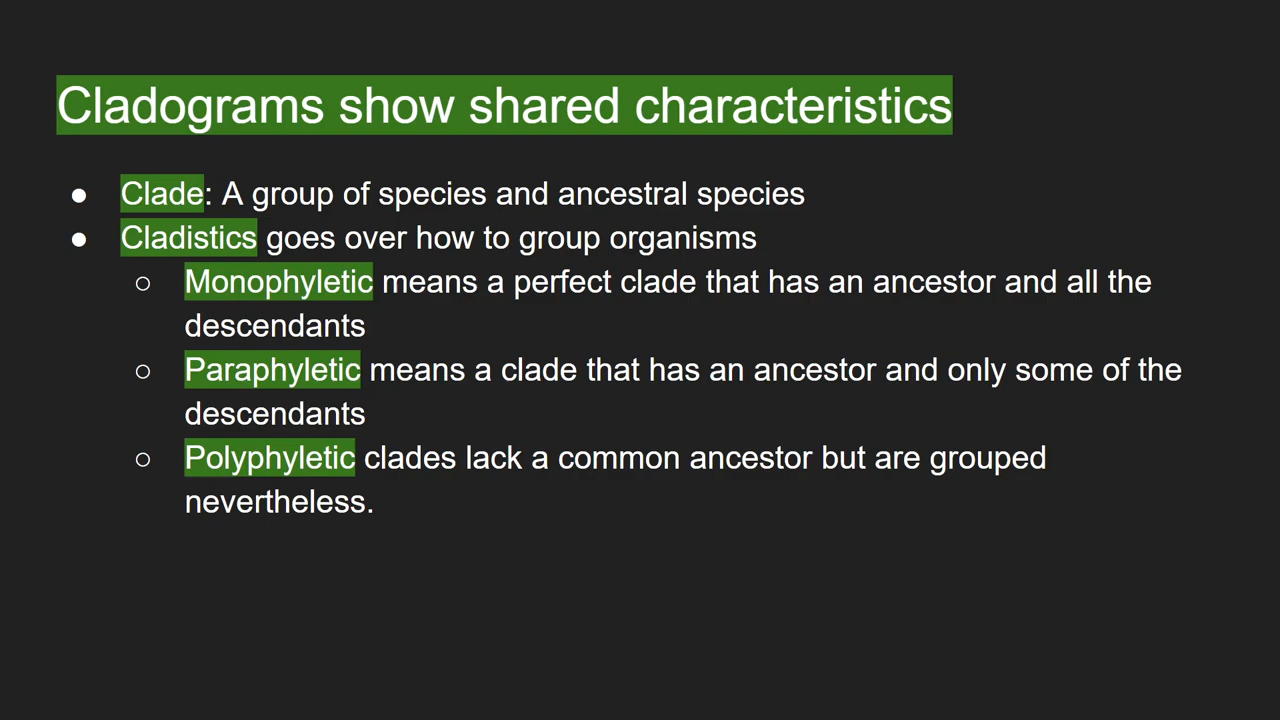 Cladograms show shared characteristics
● Clade: A group of species and ancestral species
● Cladistics goes over how to group organisms
○ Monophyletic means a perfect clade that has an ancestor and all the
descendants
○ Paraphyletic means a clade that has an ancestor and only some of the
descendants
○ Polyphyletic clades lack a common ancestor but are grouped
nevertheless.